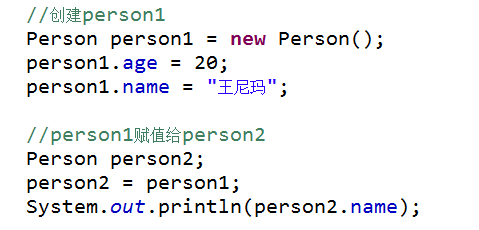 //创建person1
Person person1 = new Person();
person1.age = 20;
person1.name = "王尼玛";
//person1赋值给person2
Person person2;
person2 = person1;
System.out.println(person2.name);